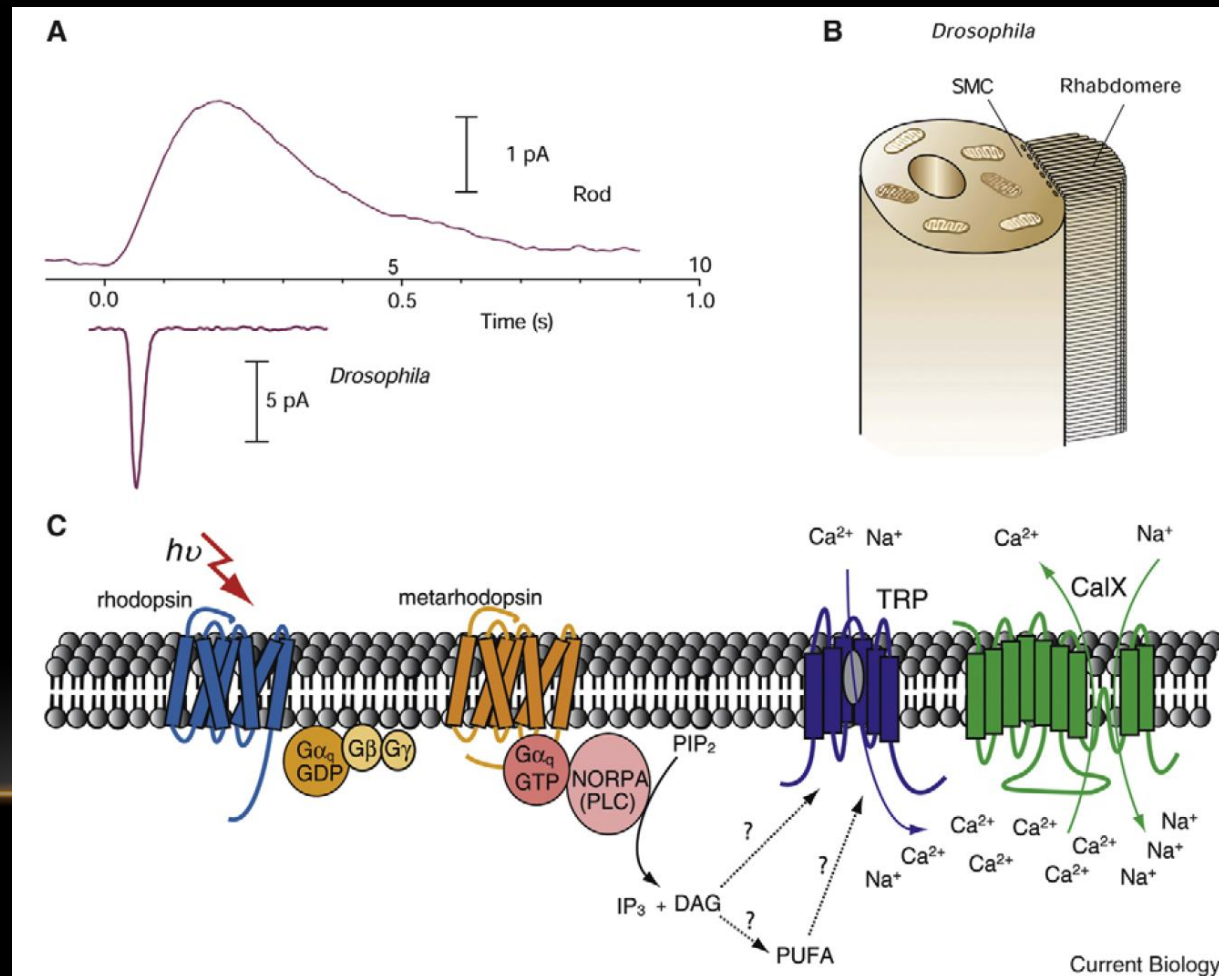 A
1 pA
Rod
5
10
0.0
0.5
1.0
Time (s)
Drosophila
5 pA
B
Drosophila
SMC
Rhabdomere
C
hυ
rhodopsin
metarhodopsin
Ca²⁺ Na⁺
TRP
Ca²⁺
CalX
Na⁺
Gαq
GDP
Gβ
Gγ
Gαq
GTP
NORPA
(PLC)
PIP₂
IP₃ + DAG
?
?
?
PUFA
Na⁺
Ca²⁺
Ca²⁺
Ca²⁺
Ca²⁺
Ca²⁺
Ca²⁺
Na⁺
Na⁺
Na⁺
Current Biology